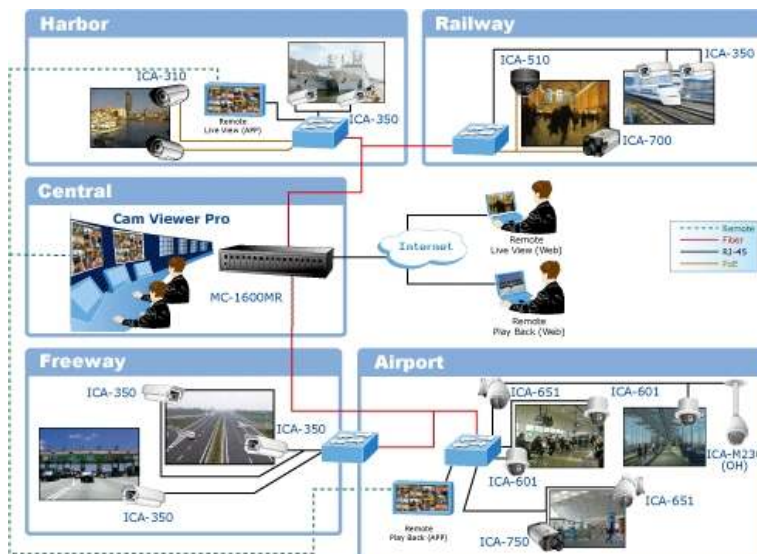 Harbor
ICA-310
Remote
Live View (APP)
ICA-350
Railway
ICA-510
ICA-350
ICA-700
Central
Cam Viewer Pro
MC-1600MR
Internet
Remote
Live View (Web)
Remote
Play Back (Web)
Remote
Fiber
RJ-45
PoE
Freeway
ICA-350
ICA-350
ICA-350
Airport
ICA-651
ICA-601
ICA-M230
(OH)
ICA-601
ICA-651
Remote
Play Back (APP)
ICA-750